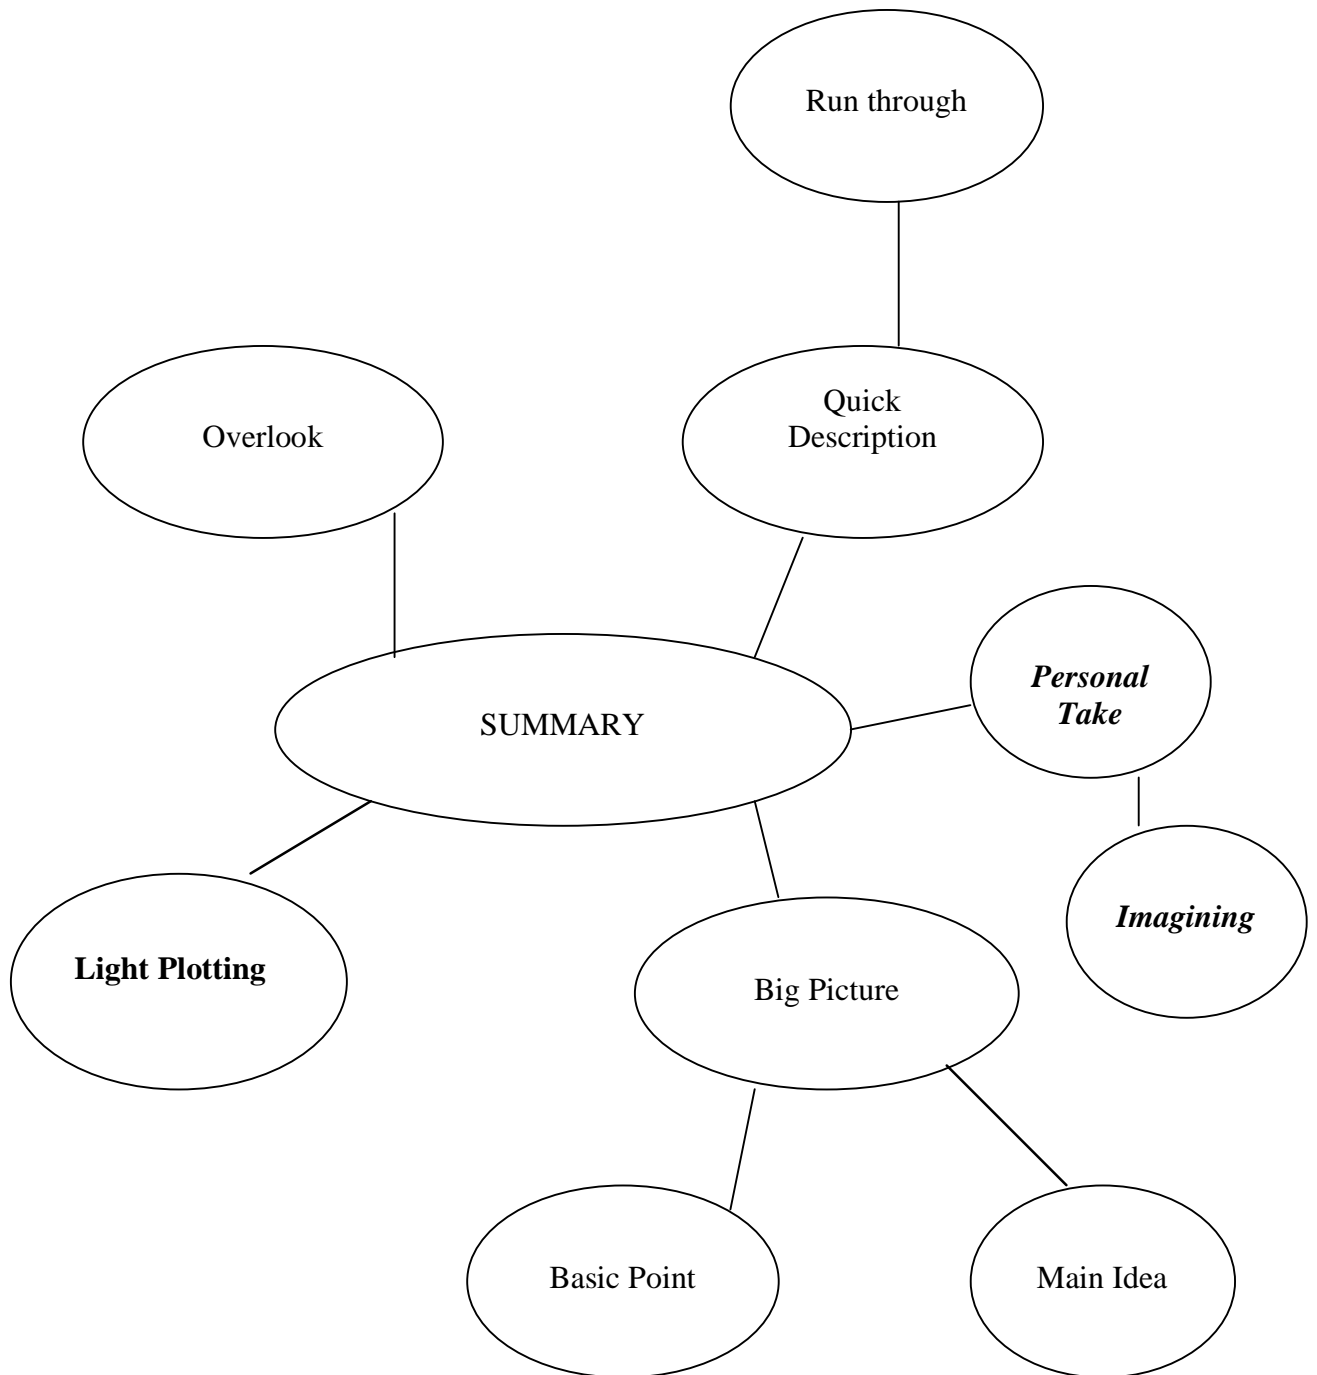 Run through
Quick
Description
Overlook
Personal
Take
SUMMARY
Imagining
Light Plotting
Big Picture
Basic Point
Main Idea